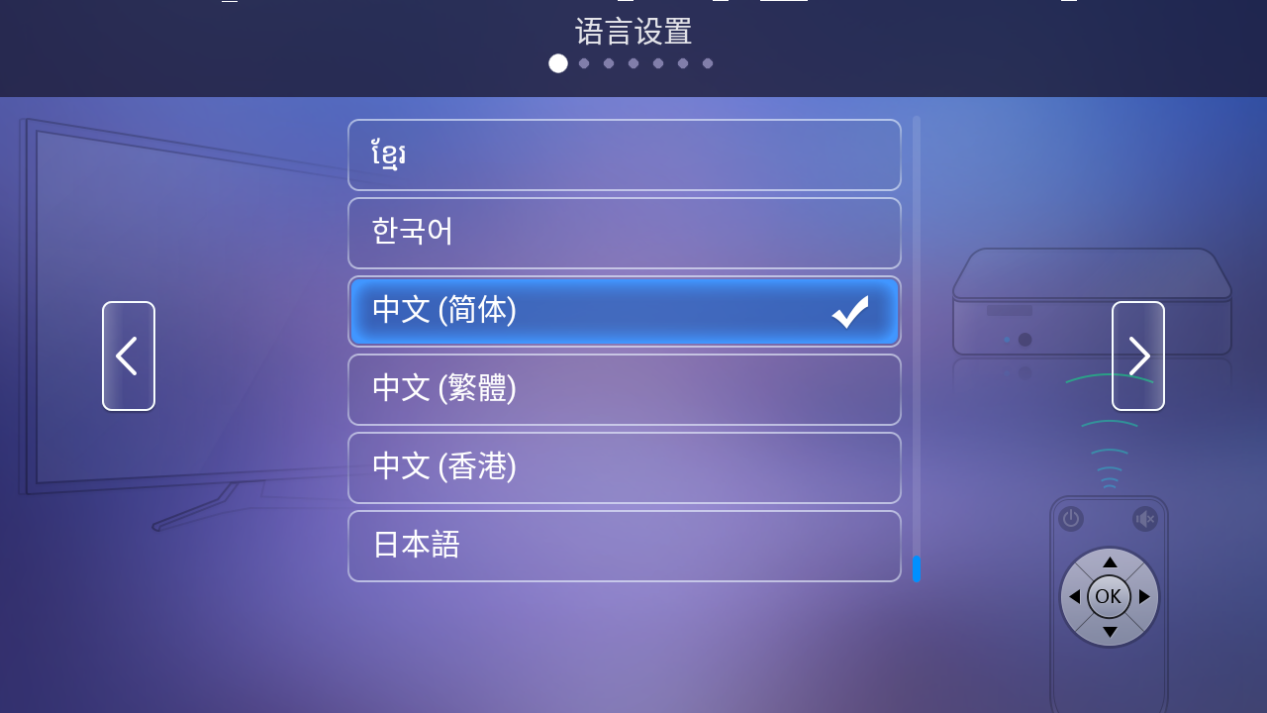 语言设置
ខ្មែរ
한국어
中文 (简体)
中文 (繁體)
中文 (香港)
日本語
OK